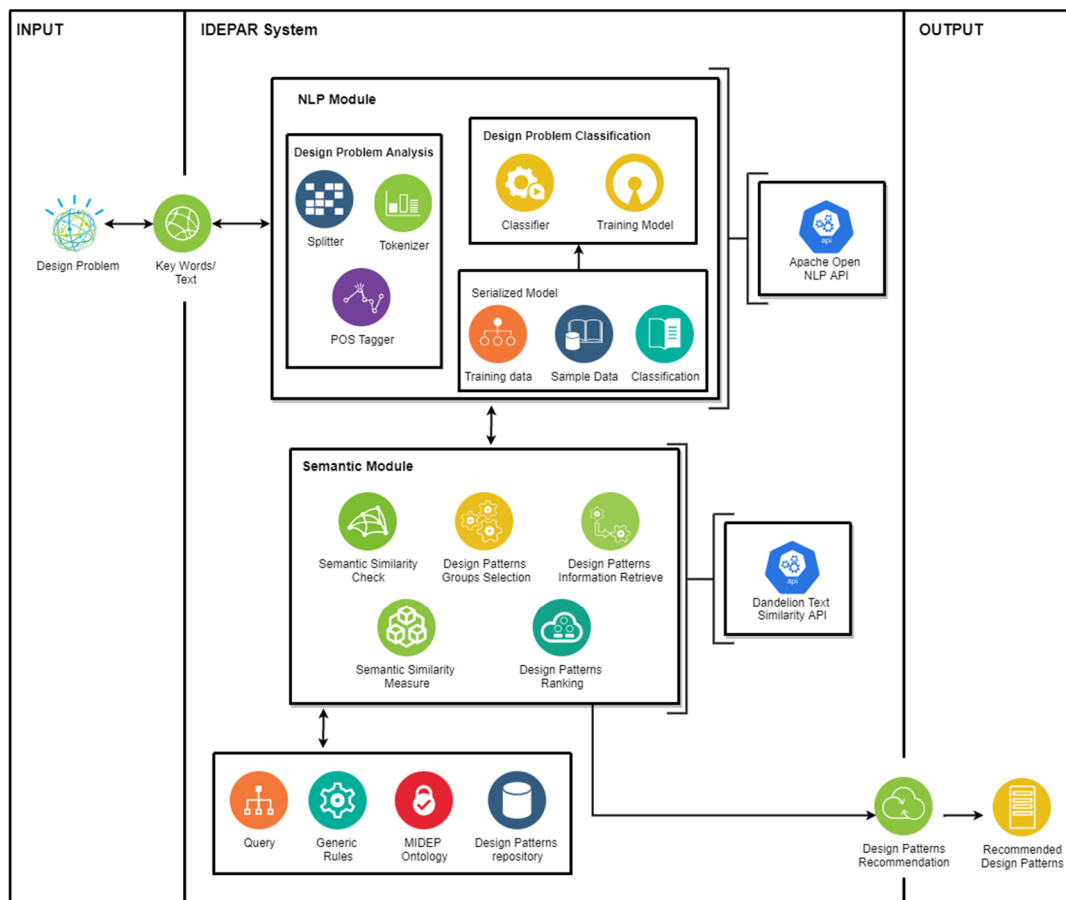 INPUT
IDEPAR System
OUTPUT
NLP Module
Design Problem Analysis
Splitter
Tokenizer
POS Tagger
Design Problem Classification
Classifier
Training Model
Serialized Model
Training data
Sample Data
Classification
api
Apache Open
NLP API
Design Problem
Key Words/
Text
Semantic Module
Semantic Similarity
Check
Design Patterns
Groups Selection
Design Patterns
Information Retrieve
Semantic Similarity
Measure
Design Patterns
Ranking
api
Dandelion Text
Similarity API
Query
Generic
Rules
MIDEP
Ontology
Design Patterns
repository
Design Patterns
Recommendation
Recommended
Design Patterns